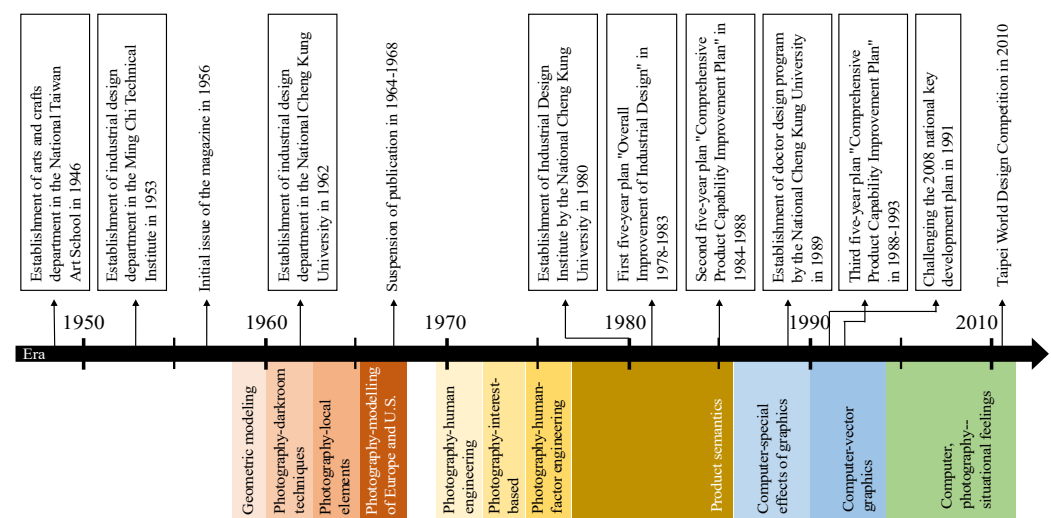 Establishment of arts and crafts
department in the National Taiwan
Art School in 1946
Establishment of industrial design
department in the Ming Chi Technical
Institute in 1953
Initial issue of the magazine in 1956
Establishment of industrial design
department in the National Cheng Kung
University in 1962
Suspension of publication in 1964-1968
Establishment of Industrial Design
Institute by the National Cheng Kung
University in 1980
First five-year plan "Overall
Improvement of Industrial Design" in
1978-1983
Second five-year plan "Comprehensive
Product Capability Improvement Plan" in
1984-1988
Establishment of doctor design program
by the National Cheng Kung University
in 1989
Third five-year plan "Comprehensive
Product Capability Improvement Plan"
in 1988-1993
Challenging the 2008 national key
development plan in 1991
Taipei World Design Competition in 2010
1950
1960
1970
1980
1990
2010
Era
Geometric modeling
Photography-darkroom
techniques
Photography-local
elements
Photography-modelling
of Europe and U.S.
Photography-human
engineering
Photography-interest-
based
Photography-human-
factor engineering
Product semantics
Computer-special
effects of graphics
Computer-vector
graphics
Computer,
photography--
situational feelings